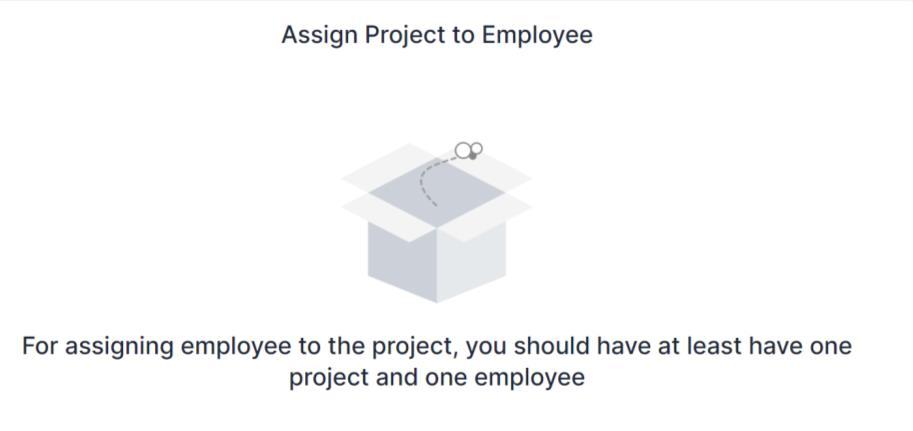 Assign Project to Employee
For assigning employee to the project, you should have at least have one
project and one employee